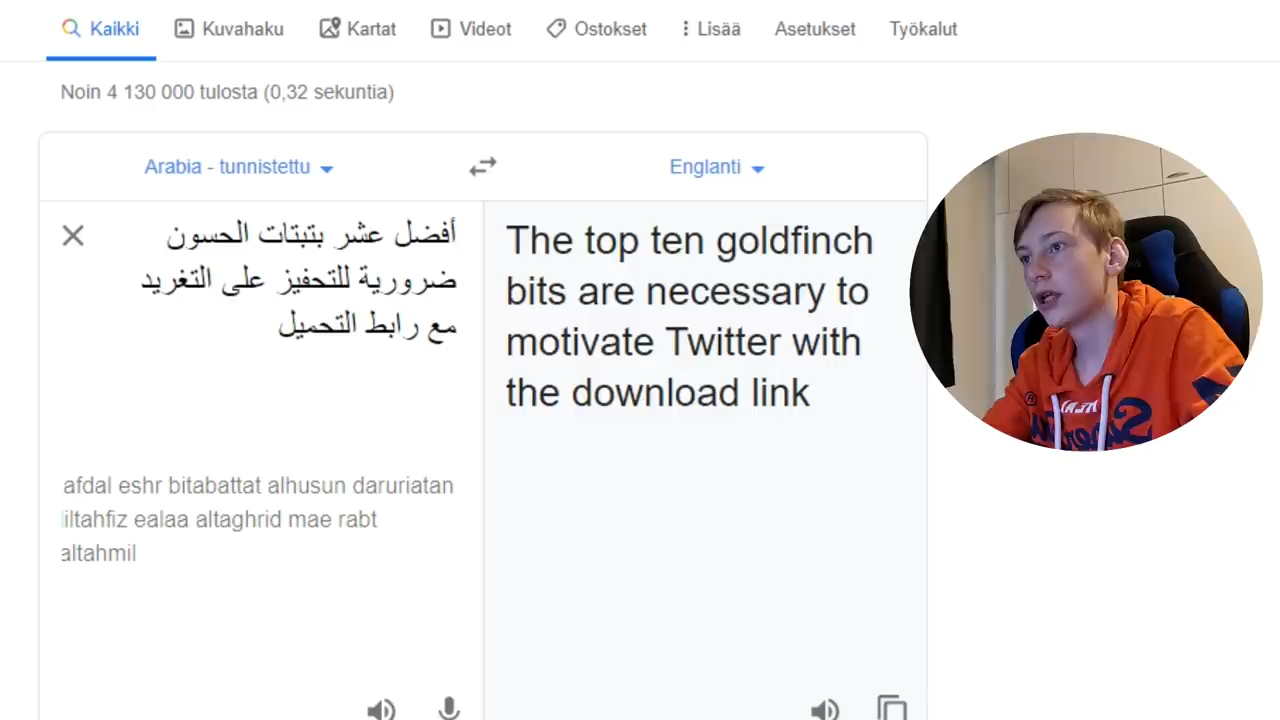 Kaikki Kuvahaku Kartat Videot Ostokset Lisää Asetukset Työkalut
Noin 4 130 000 tulosta (0,32 sekuntia)
Arabia - tunnistettu Englanti
أفضل عشر بتبتات الحسون
ضرورية للتحفيز على التغريد
مع رابط التحميل
The top ten goldfinch
bits are necessary to
motivate Twitter with
the download link
afdal eshr bitabattat alhusun daruriatan
liltahfiz ealaa altaghrid mae rabt
altahmil